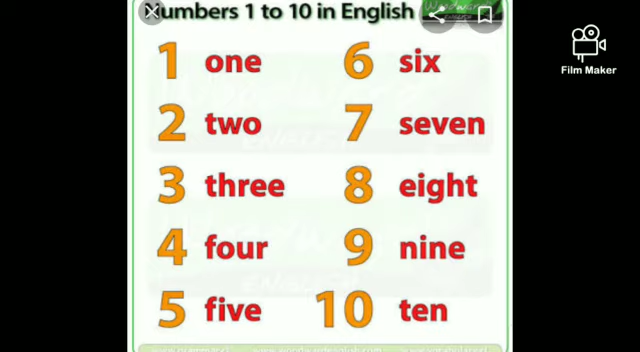 Numbers 1 to 10 in English
1 one
2 two
3 three
4 four
5 five
6 six
7 seven
8 eight
9 nine
10 ten
Film Maker